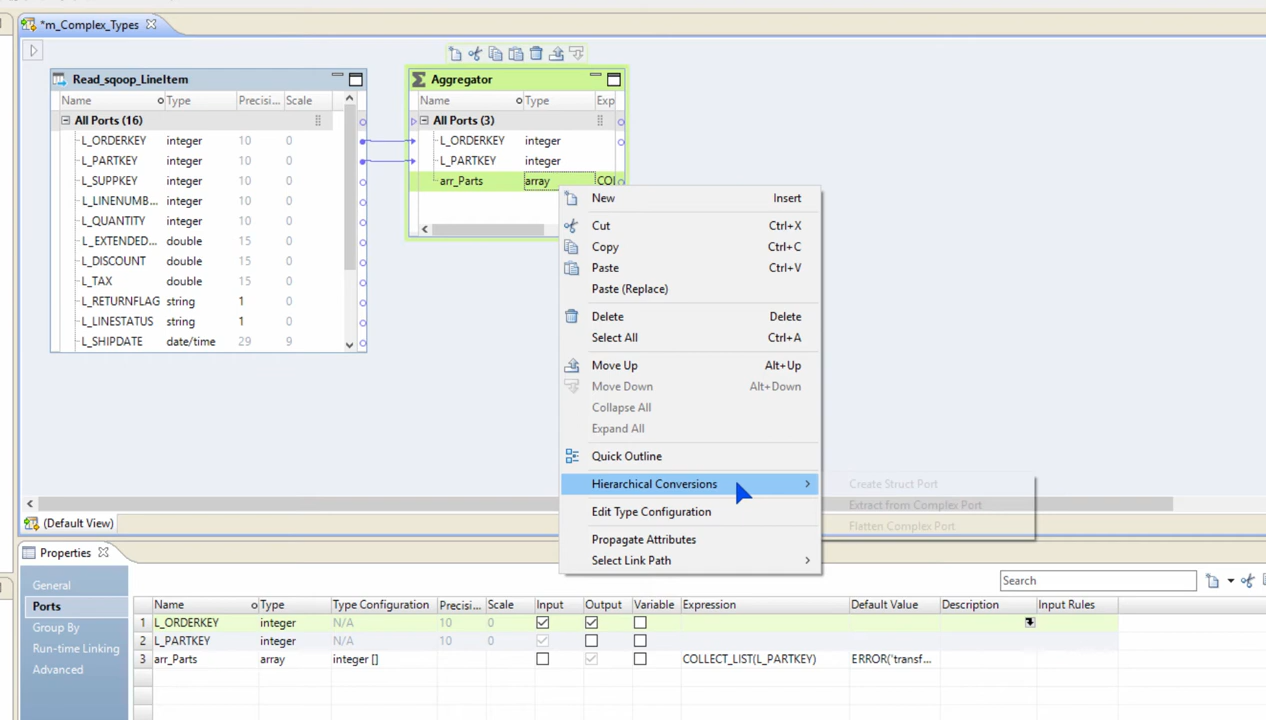 *m_Complex_Types
Read_sqoop_LineItem
Name Type Precisi... Scale
All Ports (16)
L_ORDERKEY integer 10 0
L_PARTKEY integer 10 0
L_SUPPKEY integer 10 0
L_LINENUMB... integer 10 0
L_QUANTITY integer 10 0
L_EXTENDED... double 15 0
L_DISCOUNT double 15 0
L_TAX double 15 0
L_RETURNFLAG string 1 0
L_LINESTATUS string 1 0
L_SHIPDATE date/time 29 9
Aggregator
Name Type Exp
All Ports (3)
L_ORDERKEY integer
L_PARTKEY integer
arr_Parts array COL
New Insert
Cut Ctrl+X
Copy Ctrl+C
Paste Ctrl+V
Paste (Replace)
Delete Delete
Select All Ctrl+A
Move Up Alt+Up
Move Down Alt+Down
Collapse All
Expand All
Quick Outline
Hierarchical Conversions
Edit Type Configuration
Propagate Attributes
Select Link Path
Create Struct Port
Extract from Complex Port
Flatten Complex Port
(Default View)
Properties
General
Ports
Group By
Run-time Linking
Advanced
Search
Name Type Type Configuration Precisi... Scale Input Output Variable Expression Default Value Description Input Rules
1 L_ORDERKEY integer N/A 10 0
2 L_PARTKEY integer N/A 10 0
3 arr_Parts array integer [] COLLECT_LIST(L_PARTKEY) ERROR('transf...